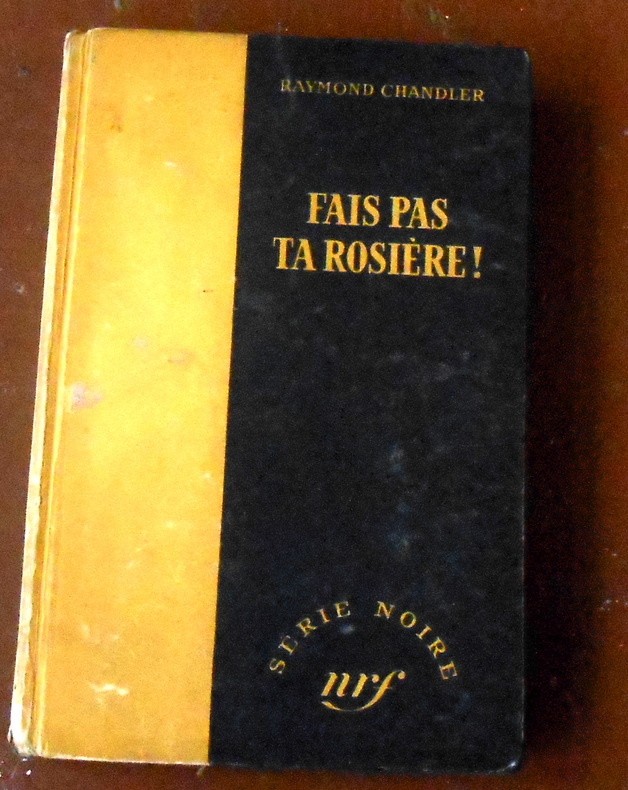 RAYMOND CHANDLER
FAIS PAS
TA ROSIÈRE!
SÉRIE NOIRE
nrf